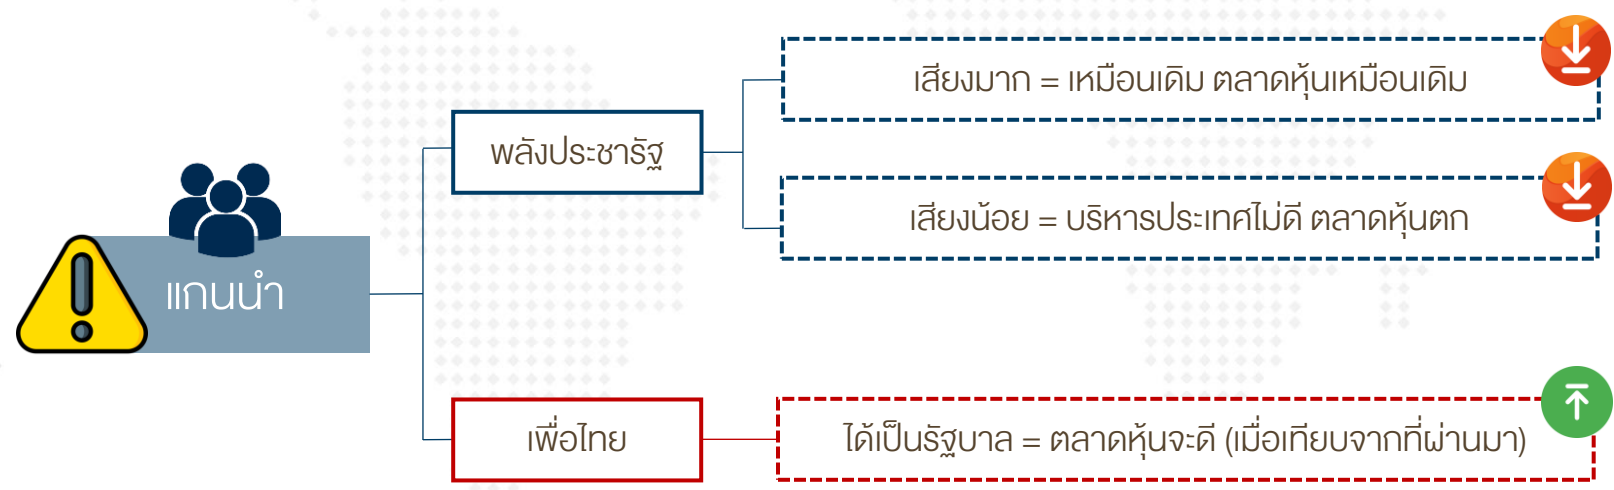 เสียงมาก = เหมือนเดิม ตลาดหุ้นเหมือนเดิม
พลังประชารัฐ
เสียงน้อย = บริหารประเทศไม่ดี ตลาดหุ้นตก
แกนนำ
เพื่อไทย
ได้เป็นรัฐบาล = ตลาดหุ้นจะดี (เมื่อเทียบจากที่ผ่านมา)